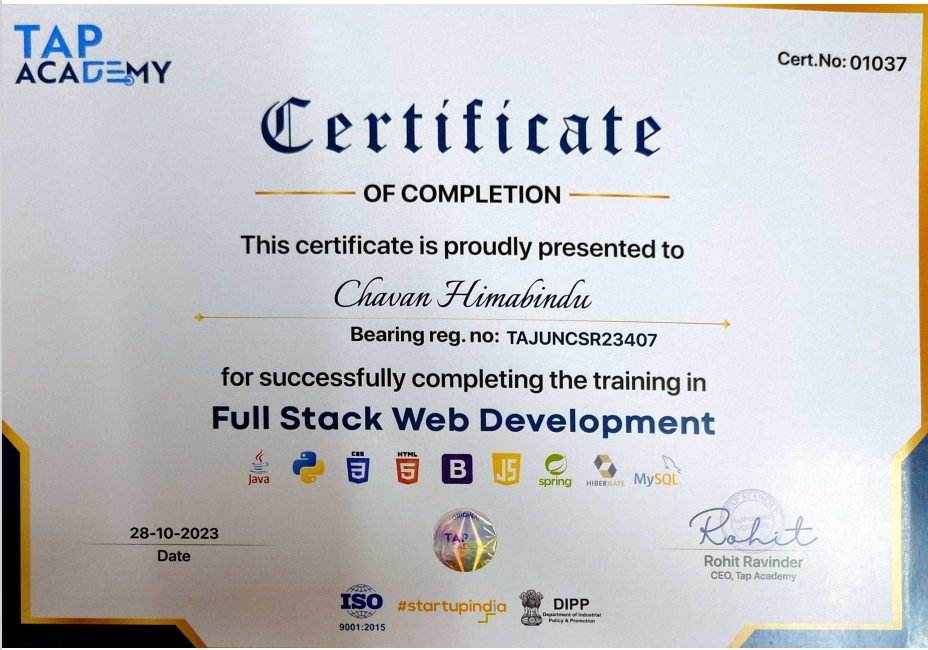 TAP
ACADEMY
Cert.No: 01037
Certificate
OF COMPLETION
This certificate is proudly presented to
Chavan Himabindu
Bearing reg. no: TAJUNCSR23407
for successfully completing the training in
Full Stack Web Development
Java
CSS
3
HTML
5
B
JS
spring
HIBERNATE
MySQL
28-10-2023
Date
TAP
TAP ACADEMY
Rohit
Rohit Ravinder
CEO, Tap Academy
ISO
9001:2015
#startupindia
DIPP
Department of Industrial
Policy & Promotion